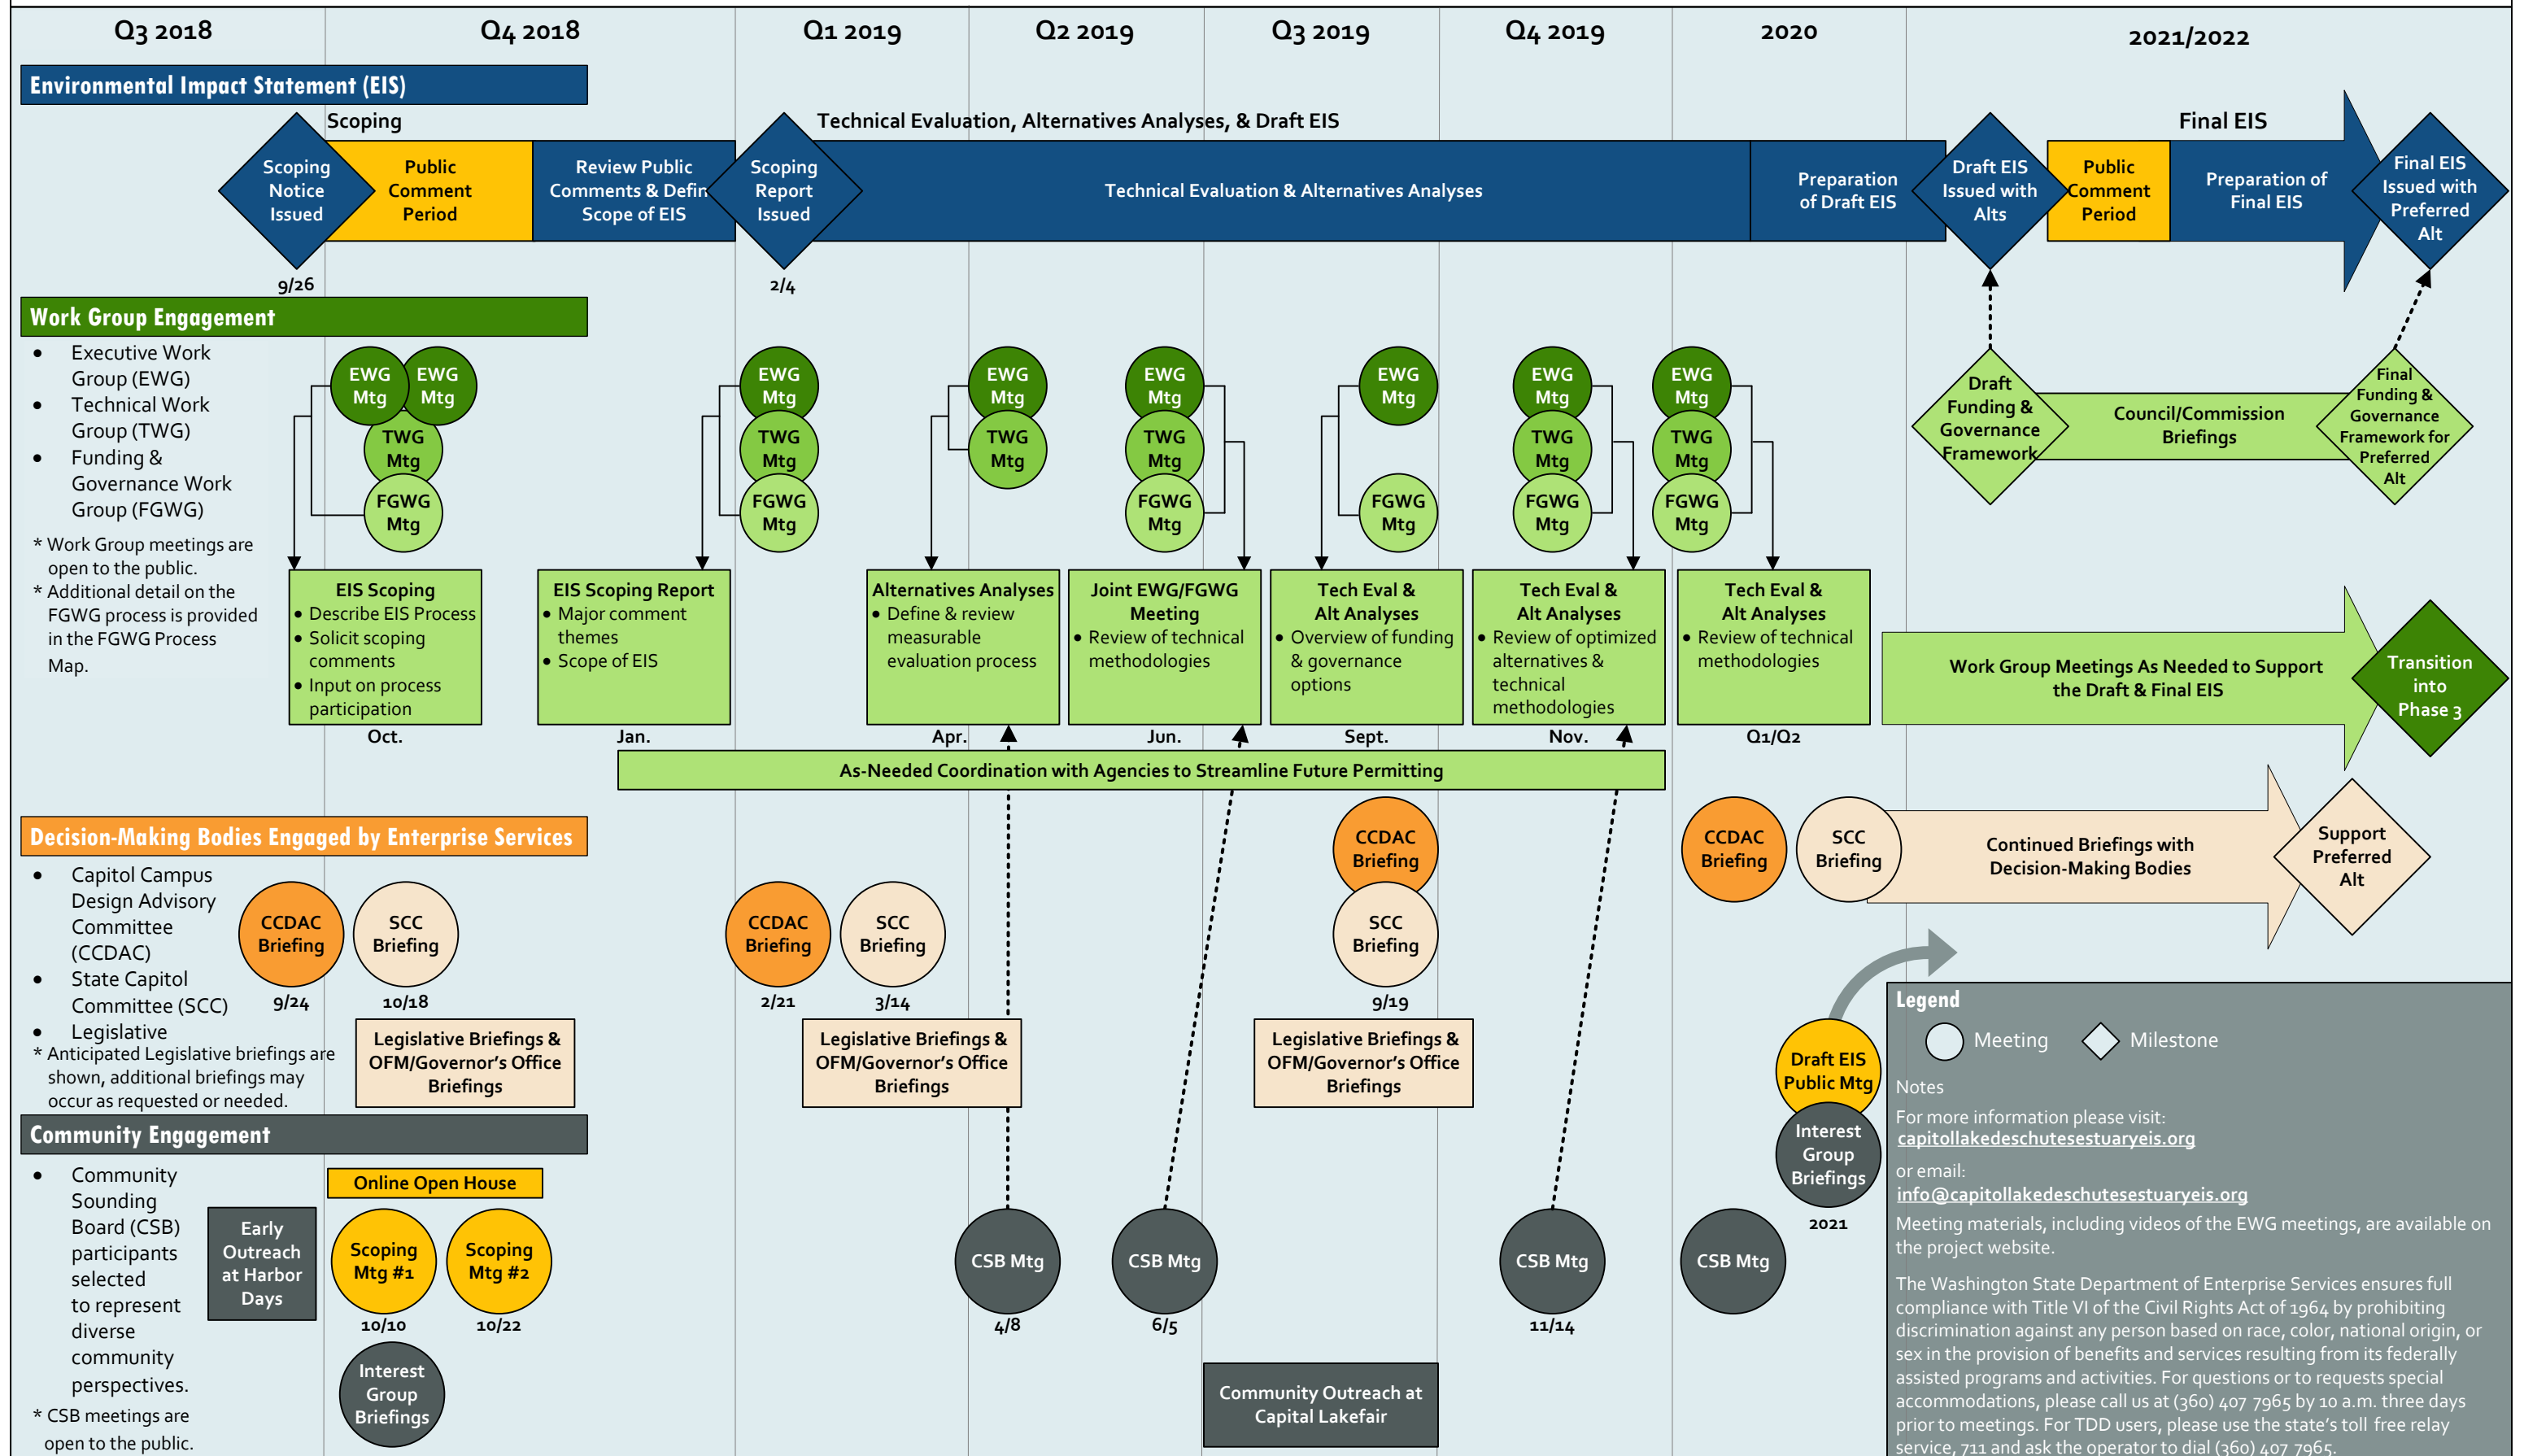 Q3 2018
Q4 2018
Q1 2019
Q2 2019
Q3 2019
Q4 2019
2020
2021/2022
Environmental Impact Statement (EIS)
Scoping
Technical Evaluation, Alternatives Analyses, & Draft EIS
Final EIS
Scoping
Notice
Issued
9/26
Public
Comment
Period
Review Public
Comments & Defin
Scope of EIS
Scoping
Report
Issued
2/4
Technical Evaluation & Alternatives Analyses
Preparation
of Draft EIS
Draft EIS
Issued with
Alts
Public
Comment
Period
Preparation of
Final EIS
Final EIS
Issued with
Preferred
Alt
Work Group Engagement
• Executive Work
Group (EWG)
• Technical Work
Group (TWG)
• Funding &
Governance Work
Group (FGWG)
* Work Group meetings are
open to the public.
* Additional detail on the
FGWG process is provided
in the FGWG Process
Map.
EWG
Mtg
EWG
Mtg
TWG
Mtg
FGWG
Mtg
EWG
Mtg
TWG
Mtg
FGWG
Mtg
EWG
Mtg
TWG
Mtg
EWG
Mtg
TWG
Mtg
FGWG
Mtg
EWG
Mtg
FGWG
Mtg
EWG
Mtg
TWG
Mtg
FGWG
Mtg
EWG
Mtg
TWG
Mtg
FGWG
Mtg
Draft
Funding &
Governance
Framework
Council/Commission
Briefings
Final
Funding &
Governance
Framework for
Preferred
Alt
EIS Scoping
• Describe EIS Process
• Solicit scoping
comments
• Input on process
participation
Oct.
EIS Scoping Report
• Major comment
themes
• Scope of EIS
Jan.
Alternatives Analyses
• Define & review
measurable
evaluation process
Apr.
Joint EWG/FGWG
Meeting
• Review of technical
methodologies
Jun.
Tech Eval &
Alt Analyses
• Overview of funding
& governance
options
Sept.
Tech Eval &
Alt Analyses
• Review of optimized
alternatives &
technical
methodologies
Nov.
Tech Eval &
Alt Analyses
• Review of technical
methodologies
Q1/Q2
Work Group Meetings As Needed to Support
the Draft & Final EIS
Transition
into
Phase 3
As-Needed Coordination with Agencies to Streamline Future Permitting
Decision-Making Bodies Engaged by Enterprise Services
• Capitol Campus
Design Advisory
Committee
(CCDAC)
• State Capitol
Committee (SCC)
• Legislative
* Anticipated Legislative briefings are
shown, additional briefings may
occur as requested or needed.
CCDAC
Briefing
9/24
SCC
Briefing
10/18
Legislative Briefings &
OFM/Governor's Office
Briefings
CCDAC
Briefing
2/21
SCC
Briefing
3/14
Legislative Briefings &
OFM/Governor's Office
Briefings
CCDAC
Briefing
SCC
Briefing
9/19
Legislative Briefings &
OFM/Governor's Office
Briefings
CCDAC
Briefing
SCC
Briefing
Continued Briefings with
Decision-Making Bodies
Support
Preferred
Alt
Community Engagement
• Community
Sounding
Board (CSB)
participants
selected
to represent
diverse
community
perspectives.
* CSB meetings are
open to the public.
Early
Outreach
at Harbor
Days
Online Open House
Scoping
Mtg #1
10/10
Scoping
Mtg #2
10/22
Interest
Group
Briefings
CSB Mtg
4/8
CSB Mtg
6/5
Community Outreach at
Capital Lakefair
CSB Mtg
11/14
CSB Mtg
Draft EIS
Public Mtg
Interest
Group
Briefings
2021
Legend
Meeting
Milestone
Notes
For more information please visit:
capitollakedeschutesestuaryeis.org
or email:
info@capitollakedeschutesestuaryeis.org
Meeting materials, including videos of the EWG meetings, are available on
the project website.
The Washington State Department of Enterprise Services ensures full
compliance with Title VI of the Civil Rights Act of 1964 by prohibiting
discrimination against any person based on race, color, national origin, or
sex in the provision of benefits and services resulting from its federally
assisted programs and activities. For questions or to requests special
accommodations, please call us at (360) 407 7965 by 10 a.m. three days
prior to meetings. For TDD users, please use the state's toll free relay
service, 711 and ask the operator to dial (360) 407 7965.